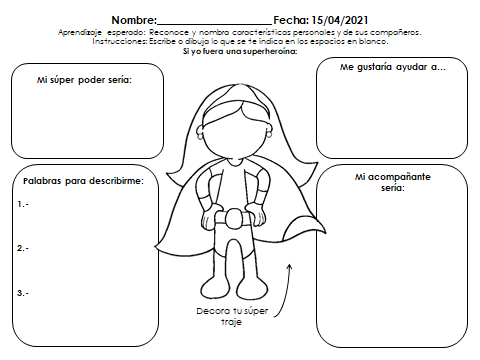 Nombre:____________________Fecha: 15/04/2021
Aprendizaje esperado: Reconoce y nombra características personales y de sus compañeros.
Instrucciones: Escribe o dibuja lo que se te indica en los espacios en blanco.
Si yo fuera una superheroína:
Mi súper poder sería:
Me gustaría ayudar a...
Palabras para describirme:
1.-
2.-
3.-
Mi acompañante
sería:
Decora tu súper
traje